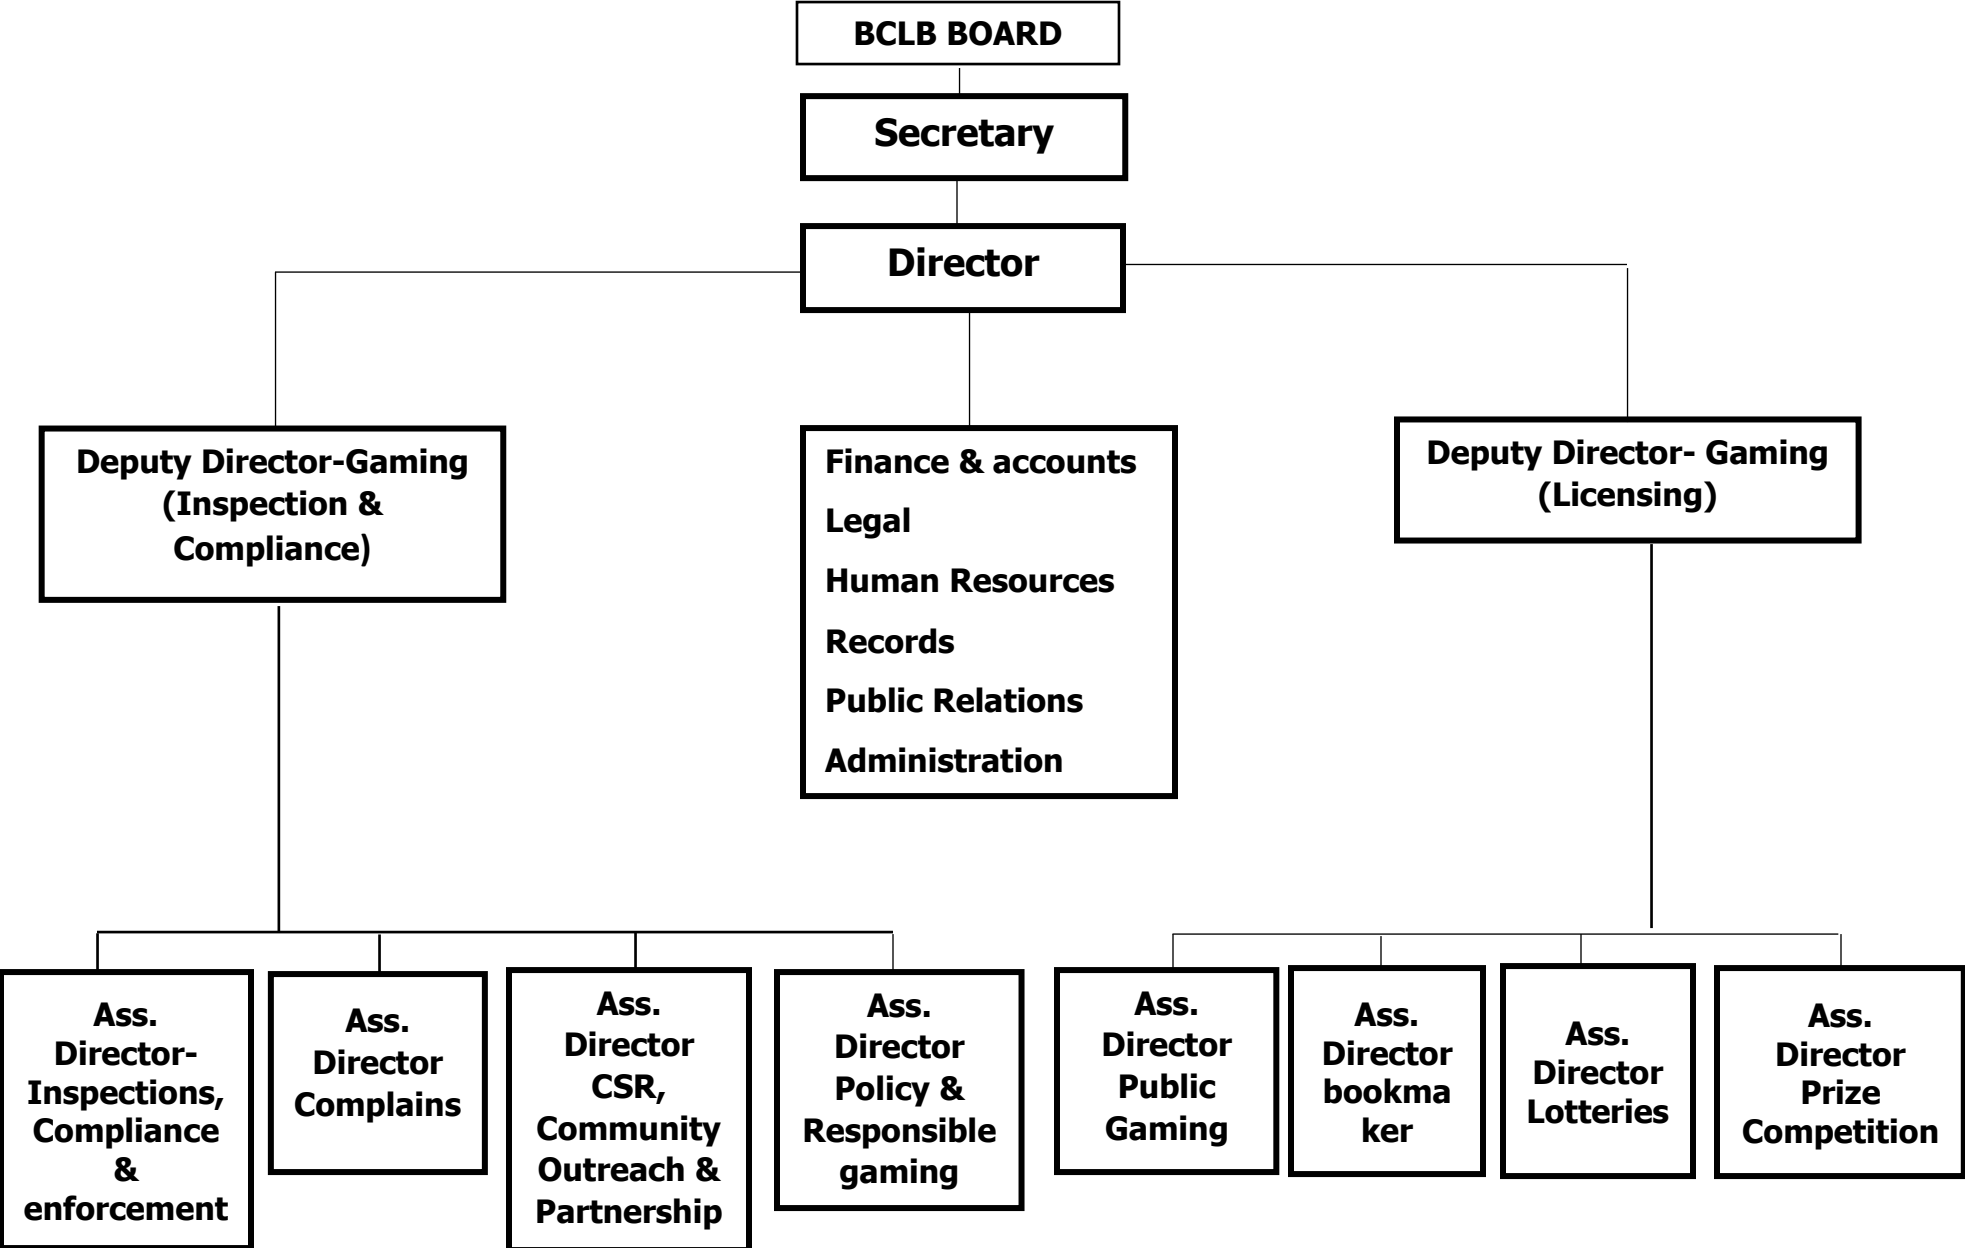 BCLB BOARD
Secretary
Director
Deputy Director-Gaming
(Inspection &
Compliance)
Finance & accounts
Legal
Human Resources
Records
Public Relations
Administration
Deputy Director- Gaming
(Licensing)
Ass.
Director-
Inspections,
Compliance
&
enforcement
Ass.
Director
Complains
Ass.
Director
CSR,
Community
Outreach &
Partnership
Ass.
Director
Policy &
Responsible
gaming
Ass.
Director
Public
Gaming
Ass.
Director
bookma
ker
Ass.
Director
Lotteries
Ass.
Director
Prize
Competition